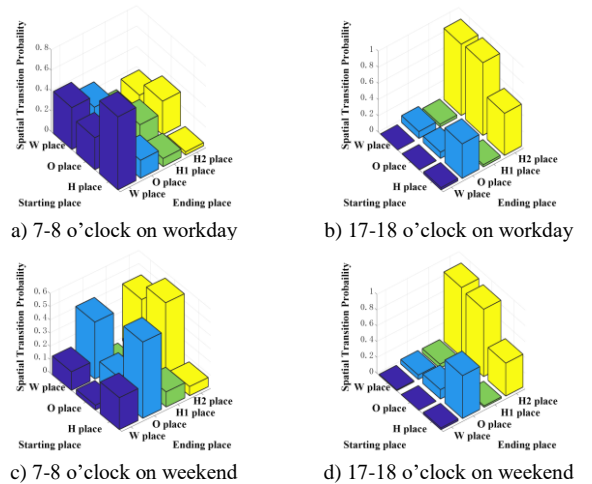 Spatial Transition Probaility
0.8
0.6
0.4
0.2
0
W place
O place
H place
Starting place
W place
O place
H1 place
H2 place
Ending place
a) 7-8 o’clock on workday
Spatial Transition Probaility
1
0.8
0.6
0.4
0.2
0
W place
O place
H place
Starting place
W place
O place
H1 place
H2 place
Ending place
b) 17-18 o’clock on workday
Spatial Transition Probaility
0.6
0.5
0.4
0.3
0.2
0.1
0
W place
O place
H place
Starting place
W place
O place
H1 place
H2 place
Ending place
c) 7-8 o’clock on weekend
Spatial Transition Probaility
1
0.8
0.6
0.4
0.2
0
W place
O place
H place
Starting place
W place
O place
H1 place
H2 place
Ending place
d) 17-18 o’clock on weekend